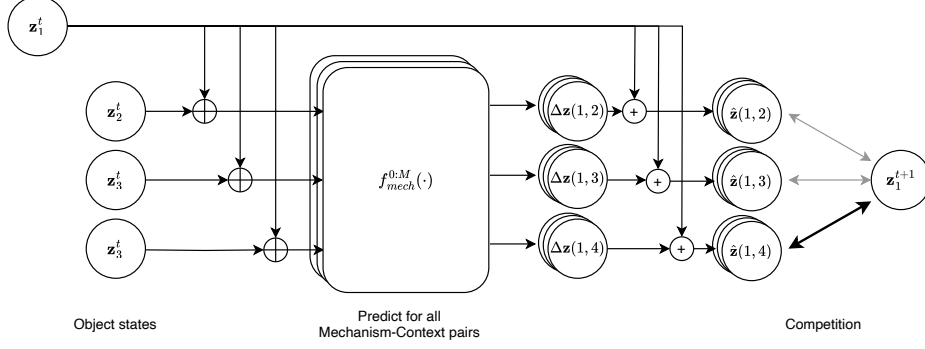 z_1^t
z_2^t
z_3^t
z_3^t
f_{mech}^{0:M}(·)
Δz(1, 2)
Δz(1, 3)
Δz(1, 4)
+
+
+
ẑ(1, 2)
ẑ(1, 3)
ẑ(1, 4)
z_1^{t+1}
Object states
Predict for all
Mechanism-Context pairs
Competition